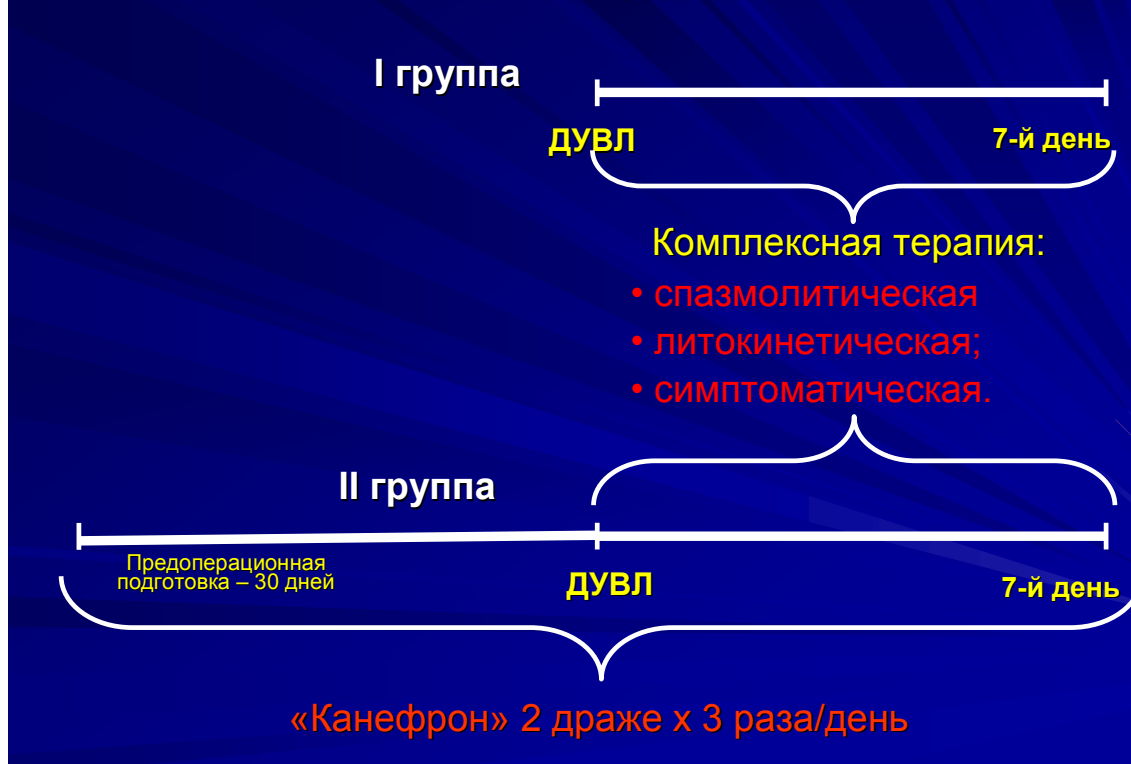 I группа
ДУВЛ
7-й день
Комплексная терапия:
• спазмолитическая
• литокинетическая;
• симптоматическая.
II группа
Предоперационная
подготовка – 30 дней
ДУВЛ
7-й день
«Канефрон» 2 драже х 3 раза/день